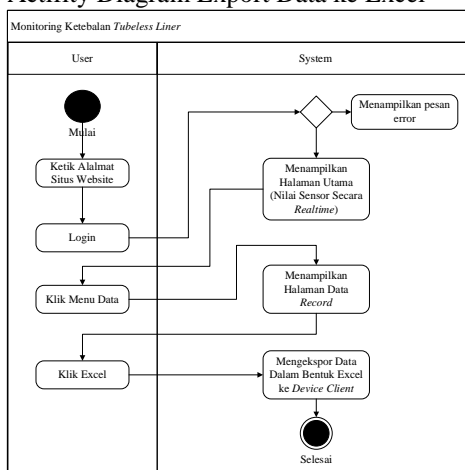 Activity Diagram Export Data ke Excel
Monitoring Ketebalan Tubeless Liner
User
System
Mulai
Menampilkan pesan
error
Ketik Alalmat
Situs Website
Menampilkan
Halaman Utama
(Nilai Sensor Secara
Realtime)
Login
Klik Menu Data
Menampilkan
Halaman Data
Record
Klik Excel
Mengekspor Data
Dalam Bentuk Excel
ke Device Client
Selesai